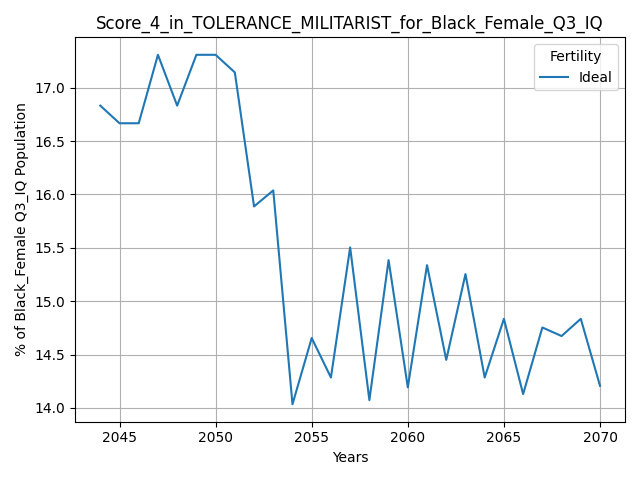 Score_4_in_TOLERANCE_MILITARIST_for_Black_Female_Q3_IQ
Fertility
Ideal
% of Black_Female Q3_IQ Population
17.0
16.5
16.0
15.5
15.0
14.5
14.0
2045 2050 2055 2060 2065 2070
Years